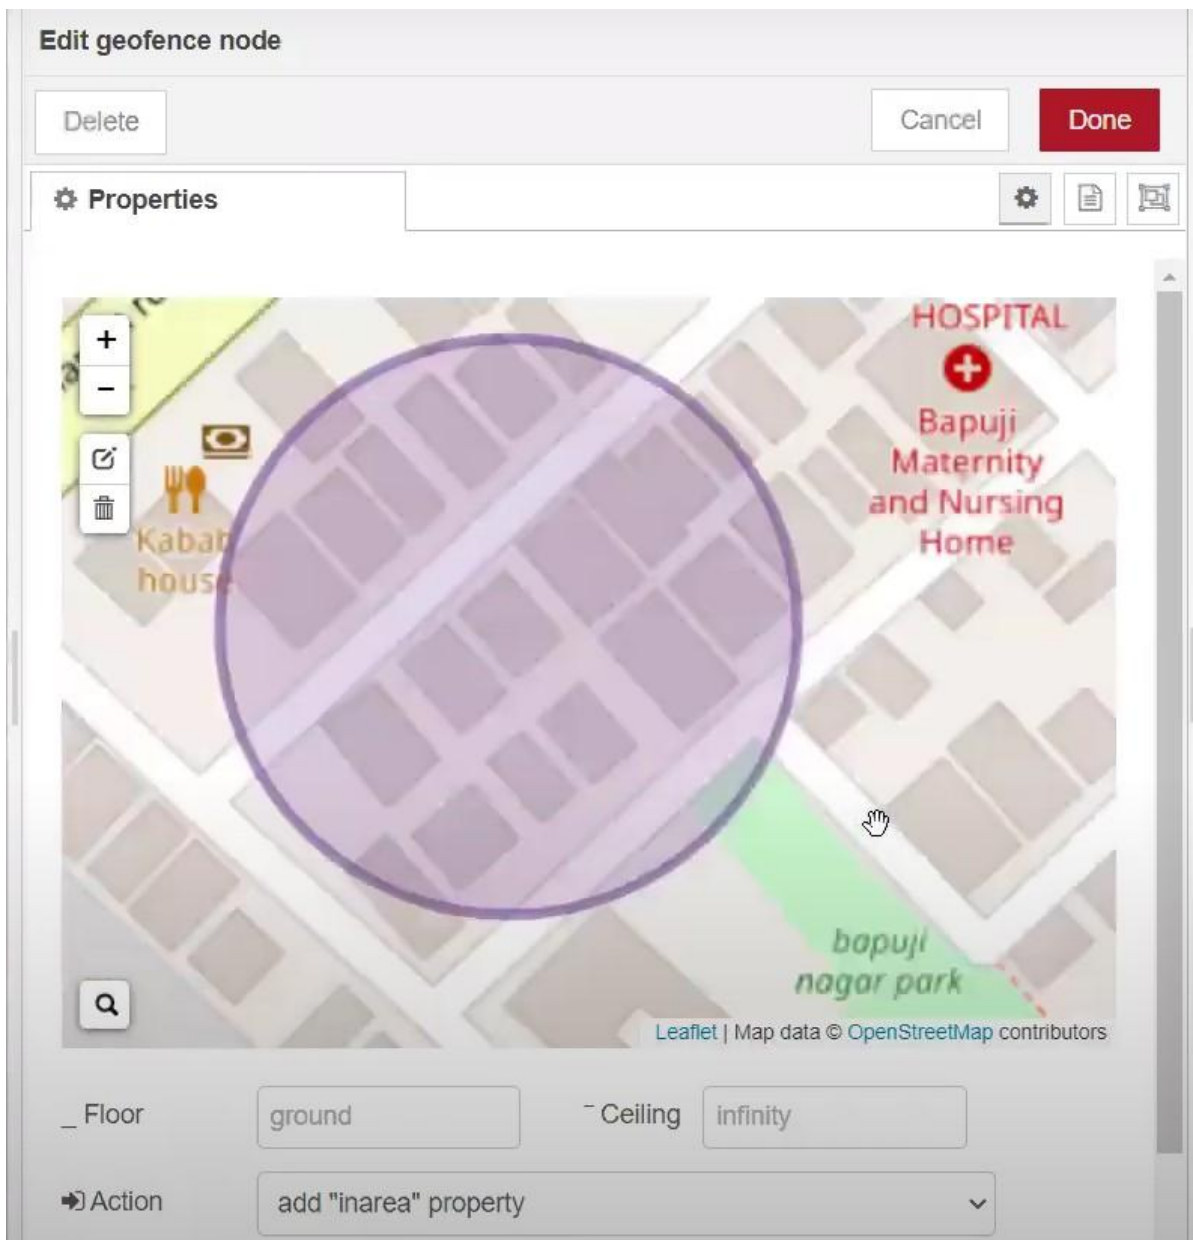 Edit geofence node
Delete
Cancel
Done
Properties
+
−
HOSPITAL
Bapuji
Maternity
and Nursing
Home
Kabab
house
bapuji
nagar park
Leaflet | Map data © OpenStreetMap contributors
Floor
ground
Ceiling
infinity
Action
add "inarea" property